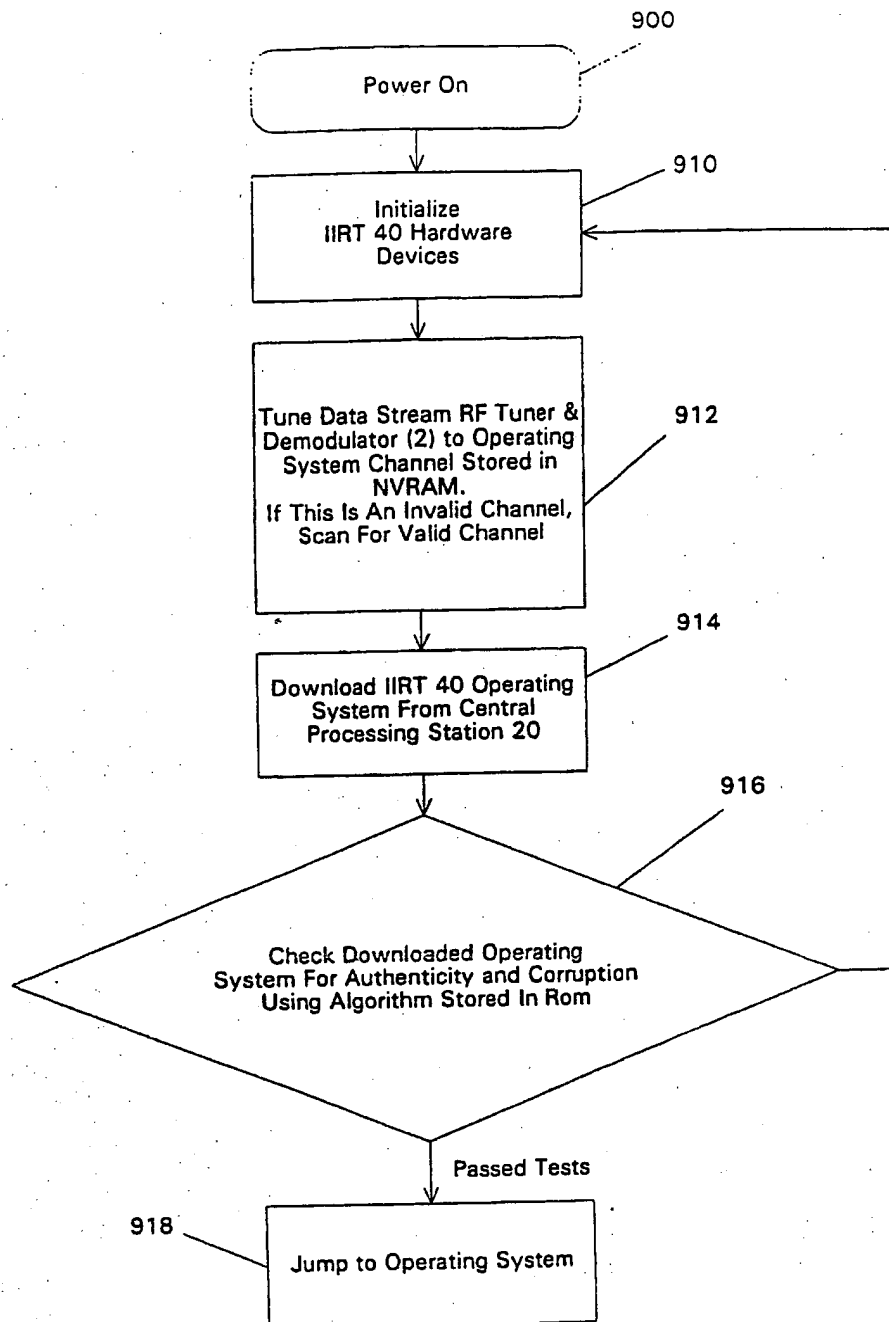 900
Power On
910
Initialize
IIRT 40 Hardware
Devices
Tune Data Stream RF Tuner &
Demodulator (2) to Operating
System Channel Stored in
NVRAM.
If This Is An Invalid Channel,
Scan For Valid Channel
912
914
Download IIRT 40 Operating
System From Central
Processing Station 20
916
Check Downloaded Operating
System For Authenticity and Corruption
Using Algorithm Stored In Rom
Passed Tests
918
Jump to Operating System